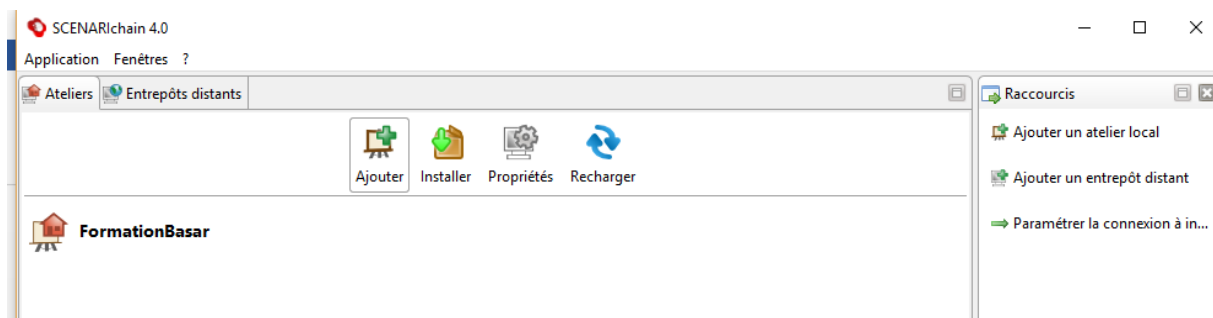 SCENARIchain 4.0
Application Fenêtres ?
Ateliers Entrepôts distants
Raccourcis
Ajouter Installer Propriétés Recharger
FormationBasar
Ajouter un atelier local
Ajouter un entrepôt distant
Paramétrer la connexion à in...